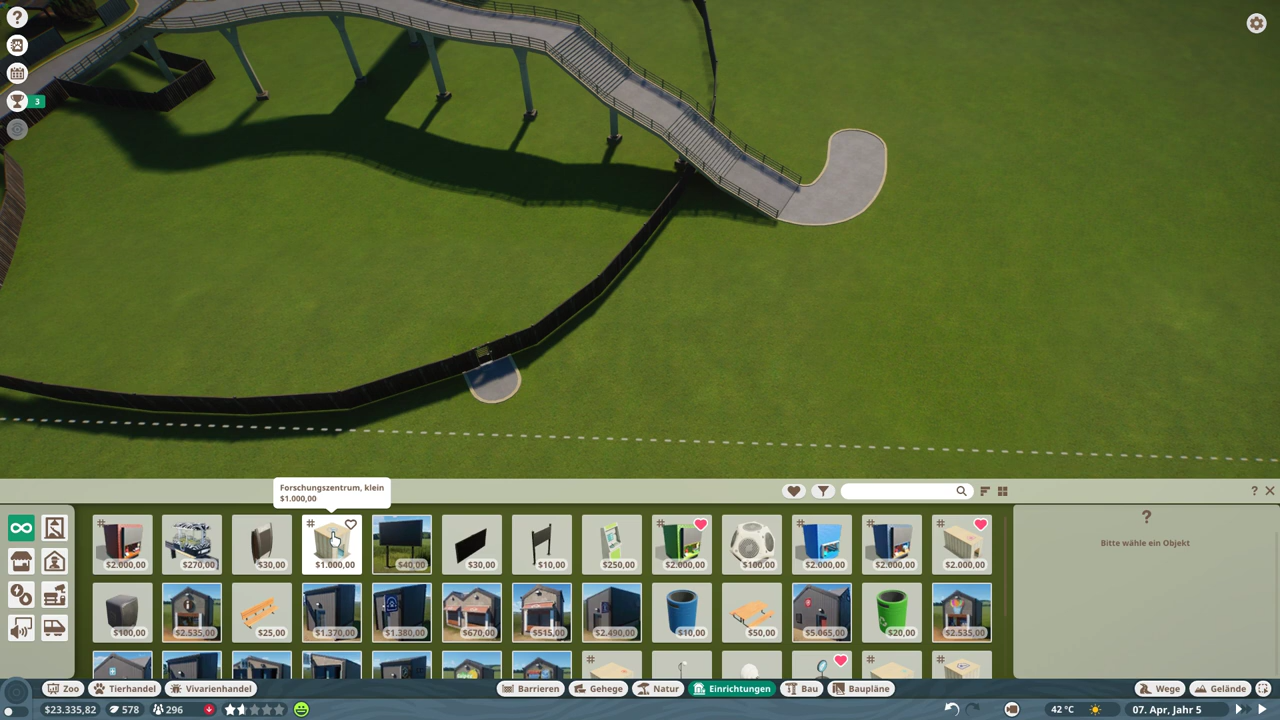 ?
3
Forschungszentrum, klein
$1.000,00
?
$2.000,00
$270,00
$30,00
$1.000,00
$40,00
$30,00
$10,00
$250,00
$2.000,00
$100,00
$2.000,00
$2.000,00
$2.000,00
?
Bitte wähle ein Objekt
$100,00
$2.535,00
$25,00
$1.370,00
$1.380,00
$670,00
$515,00
$2.490,00
$10,00
$50,00
$5.065,00
$20,00
$2.535,00
Zoo
Tierhandel
Vivarienhandel
Barrieren
Gehege
Natur
Einrichtungen
Bau
Baupläne
Wege
Gelände
$23.335,82
578
296
42 °C
07. Apr, Jahr 5